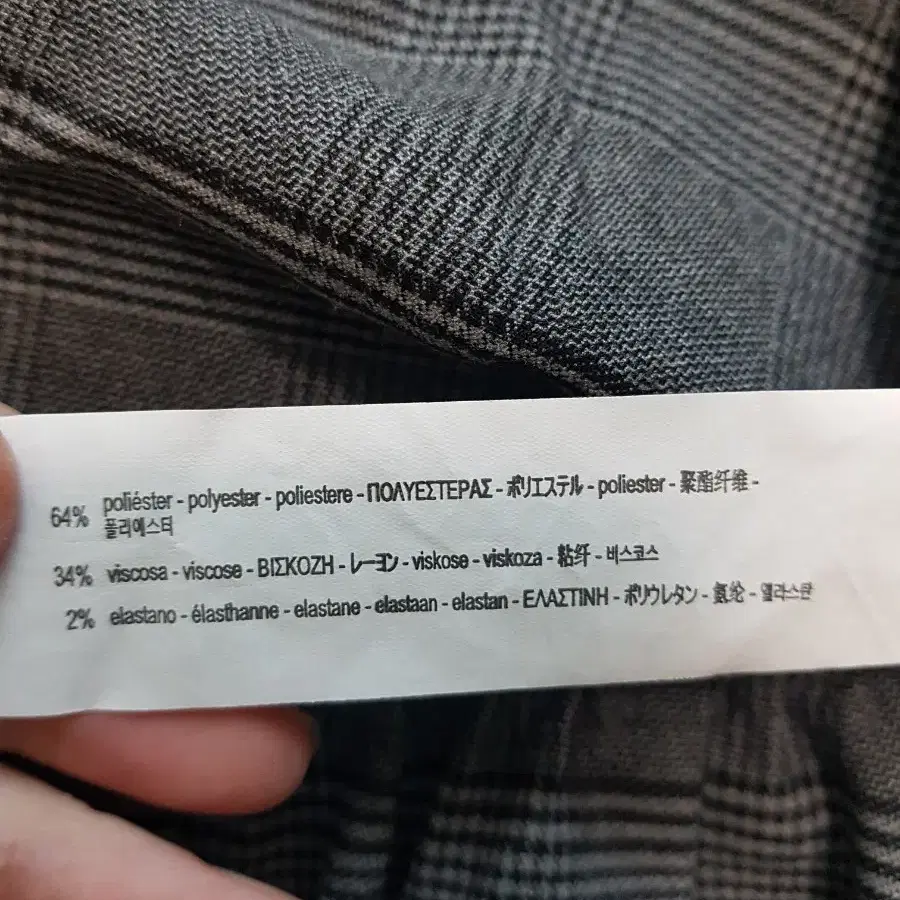 64% poliéster - polyester - poliestere - ΠΟΛΥΕΣΤΕΡΑΣ - ポリエステル - poliester - 聚酯纤维 -
폴리에스터
34% viscosa - viscose - ΒΙΣΚΟΖΗ - レーヨン - viskose - viskoza - 粘纤 - 비스코스
2% elastano - élasthanne - elastane - elastaan - elastan - ΕΛΑΣΤΙΝΗ - ポリウレタン - 氨纶 - 엘라스탄